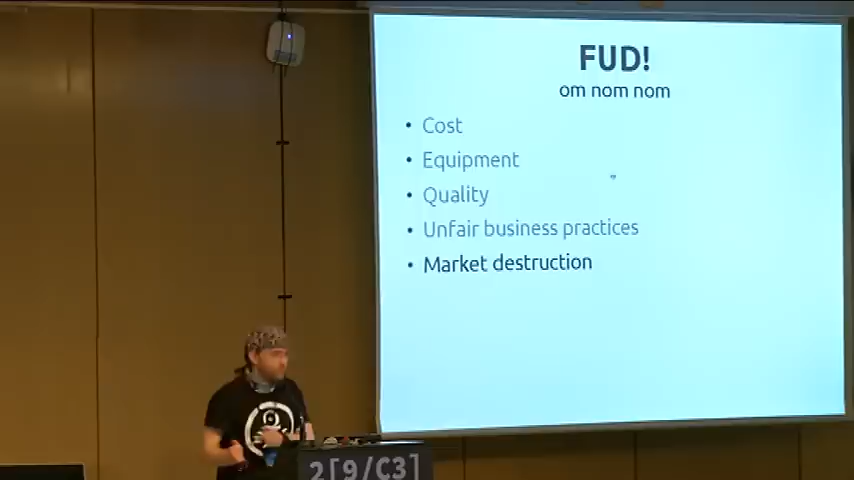 FUD!
om nom nom
• Cost
• Equipment
• Quality
• Unfair business practices
• Market destruction
2[9/C3]